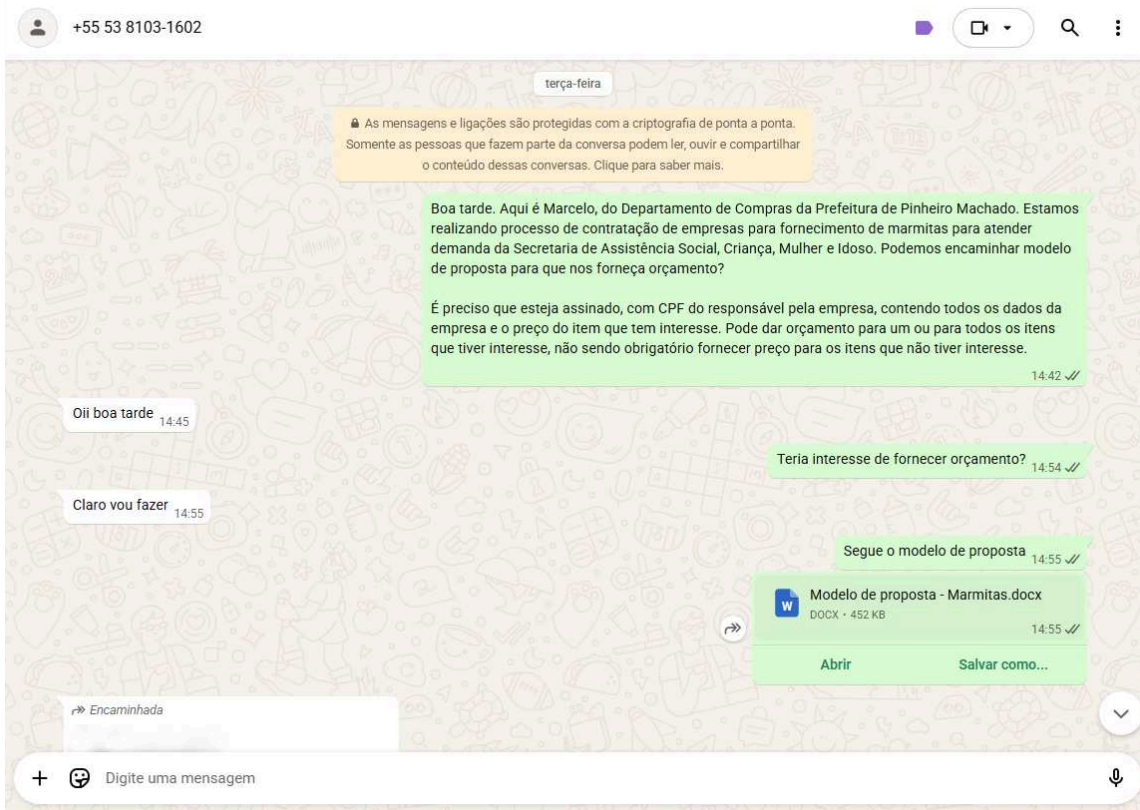 +55 53 8103-1602
terça-feira
As mensagens e ligações são protegidas com a criptografia de ponta a ponta.
Somente as pessoas que fazem parte da conversa podem ler, ouvir e compartilhar
o conteúdo dessas conversas. Clique para saber mais.
Boa tarde. Aqui é Marcelo, do Departamento de Compras da Prefeitura de Pinheiro Machado. Estamos
realizando processo de contratação de empresas para fornecimento de marmitas para atender
demanda da Secretaria de Assistência Social, Criança, Mulher e Idoso. Podemos encaminhar modelo
de proposta para que nos forneça orçamento?
É preciso que esteja assinado, com CPF do responsável pela empresa, contendo todos os dados da
empresa e o preço do item que tem interesse. Pode dar orçamento para um ou para todos os itens
que tiver interesse, não sendo obrigatório fornecer preço para os itens que não tiver interesse.
14:42
Oii boa tarde 14:45
Teria interesse de fornecer orçamento? 14:54
Claro vou fazer 14:55
Segue o modelo de proposta 14:55
W
Modelo de proposta - Marmitas.docx
DOCX • 452 KB
14:55
Abrir Salvar como...
Encaminhada
Digite uma mensagem